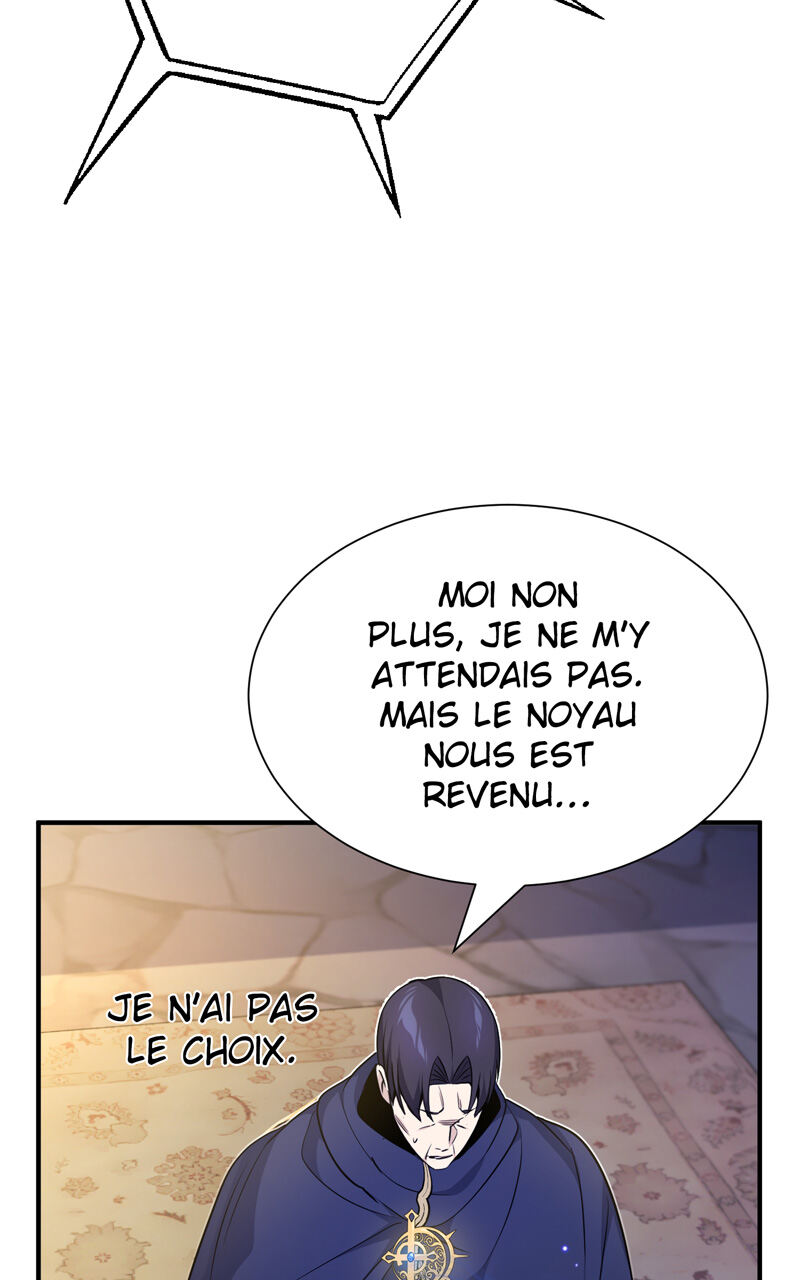 MOI NON
PLUS, JE NE M'Y
ATTENDAIS PAS.
MAIS LE NOYAU
NOUS EST
REVENU...
JE N'AI PAS
LE CHOIX.